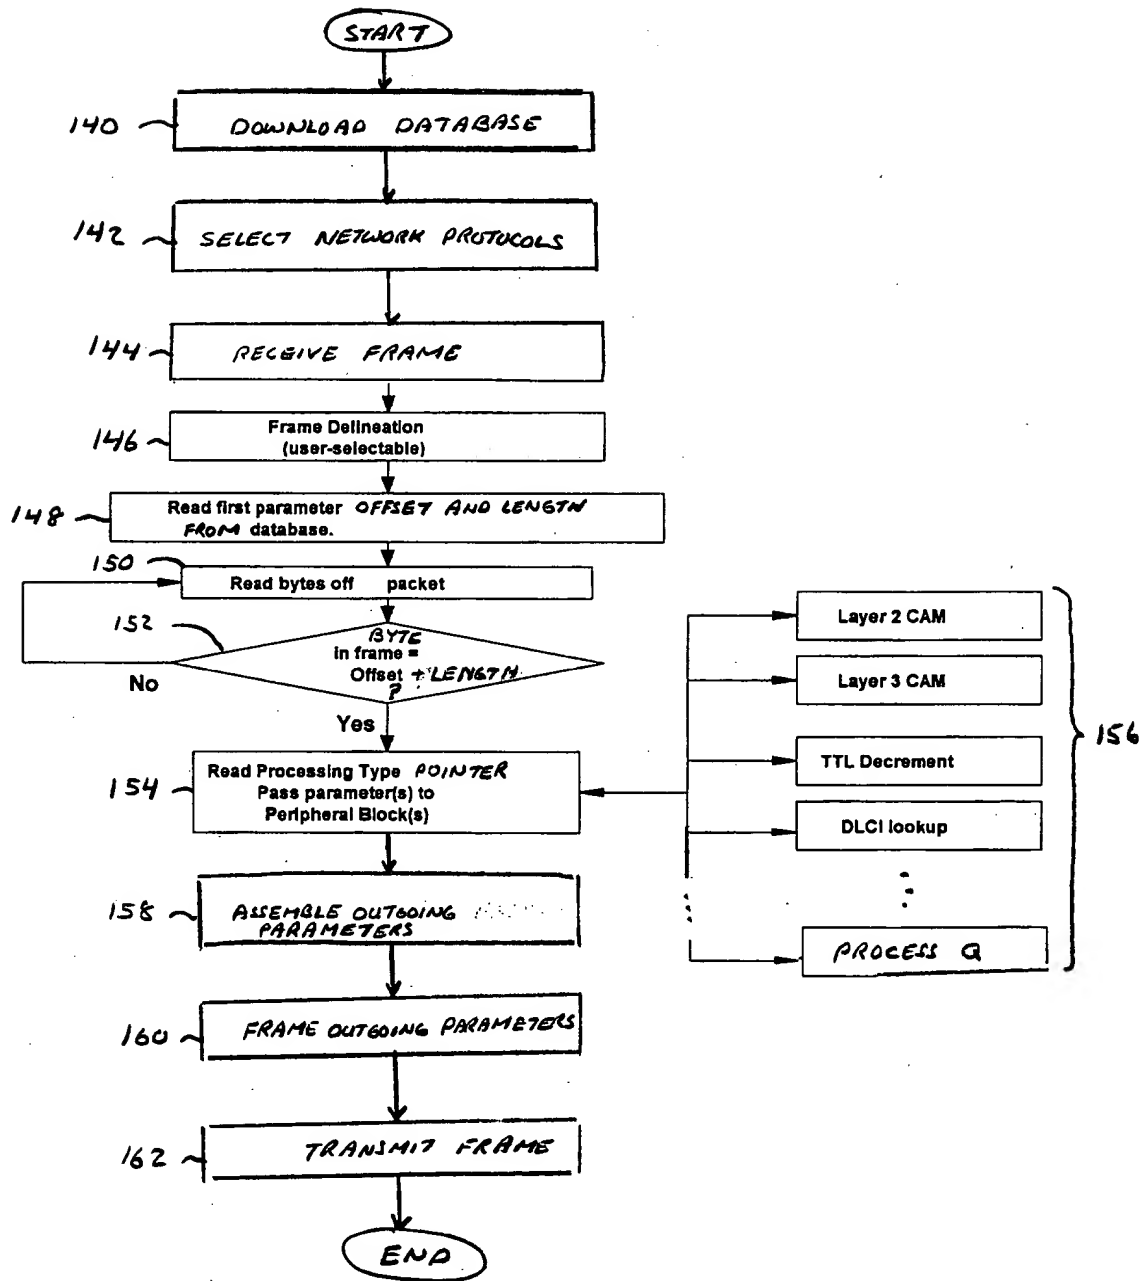 START
140
DOWNLOAD DATABASE
142
SELECT NETWORK PROTOCOLS
144
RECEIVE FRAME
146
Frame Delineation
(user-selectable)
148
Read first parameter OFFSET AND LENGTH
FROM database.
150
Read bytes off packet
152
BYTE
in frame =
Offset + LENGTH
?
No
Yes
154
Read Processing Type POINTER
Pass parameter(s) to
Peripheral Block(s)
Layer 2 CAM
Layer 3 CAM
TTL Decrement
DLCI lookup
PROCESS Q
156
158
ASSEMBLE OUTGOING
PARAMETERS
160
FRAME OUTGOING PARAMETERS
162
TRANSMIT FRAME
END